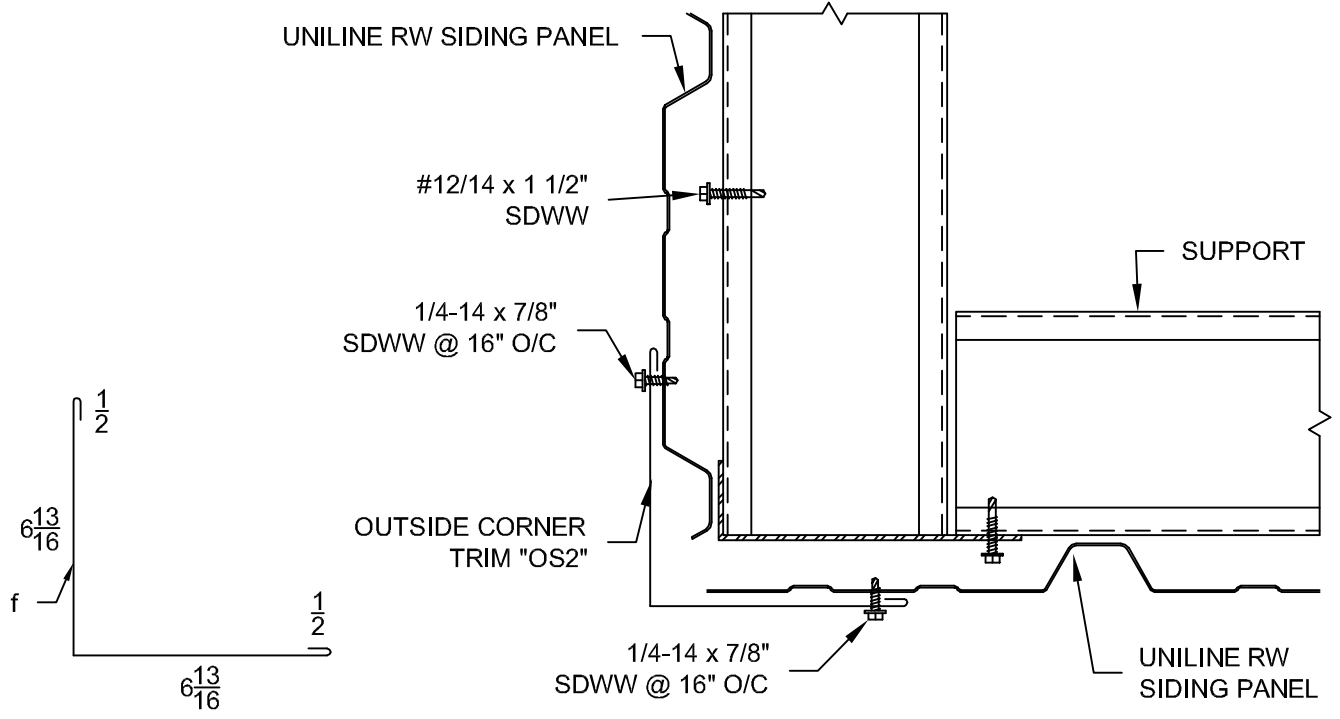 UNILINE RW SIDING PANEL
#12/14 x 1 1/2"
SDWW
SUPPORT
1/4-14 x 7/8"
SDWW @ 16" O/C
1/2
6 13/16
f
1/2
6 13/16
OUTSIDE CORNER
TRIM "OS2"
1/4-14 x 7/8"
SDWW @ 16" O/C
UNILINE RW
SIDING PANEL